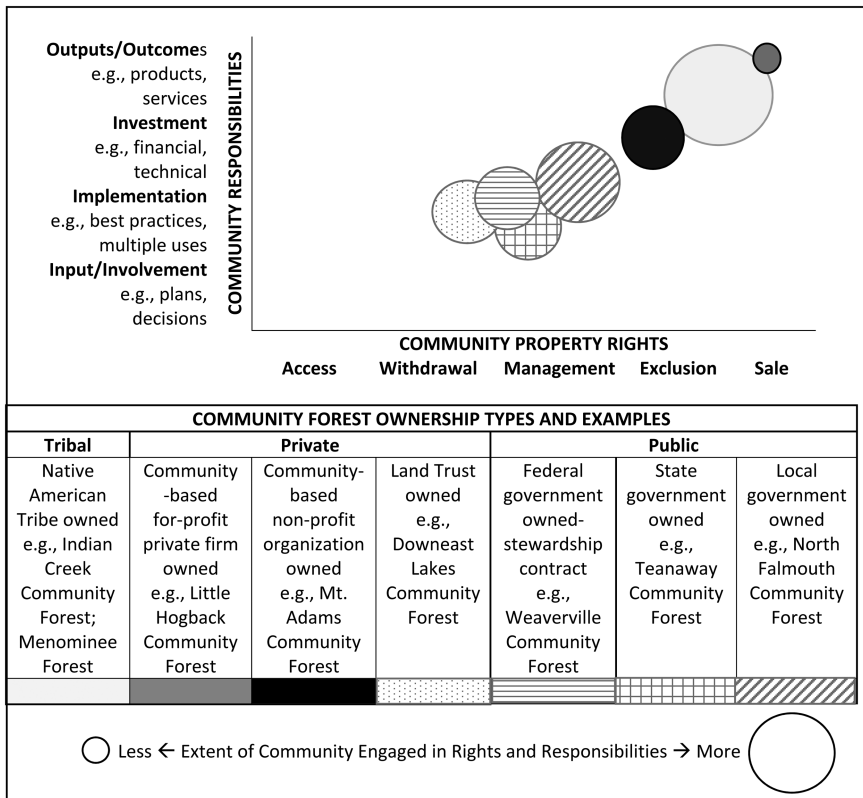 Outputs/Outcomes
e.g., products,
services
Investment
e.g., financial,
technical
Implementation
e.g., best practices,
multiple uses
Input/Involvement
e.g., plans,
decisions
COMMUNITY RESPONSIBILITIES
COMMUNITY PROPERTY RIGHTS
Access Withdrawal Management Exclusion Sale
COMMUNITY FOREST OWNERSHIP TYPES AND EXAMPLES
Tribal Private Public
Native
American
Tribe owned
e.g., Indian
Creek
Community
Forest;
Menominee
Forest
Community
-based
for-profit
private firm
owned
e.g., Little
Hogback
Community
Forest
Community-
based
non-profit
organization
owned
e.g., Mt.
Adams
Community
Forest
Land Trust
owned
e.g.,
Downeast
Lakes
Community
Forest
Federal
government
owned-
stewardship
contract
e.g.,
Weaverville
Community
Forest
State
government
owned
e.g.,
Teanaway
Community
Forest
Local
government
owned
e.g., North
Falmouth
Community
Forest
Less ← Extent of Community Engaged in Rights and Responsibilities → More